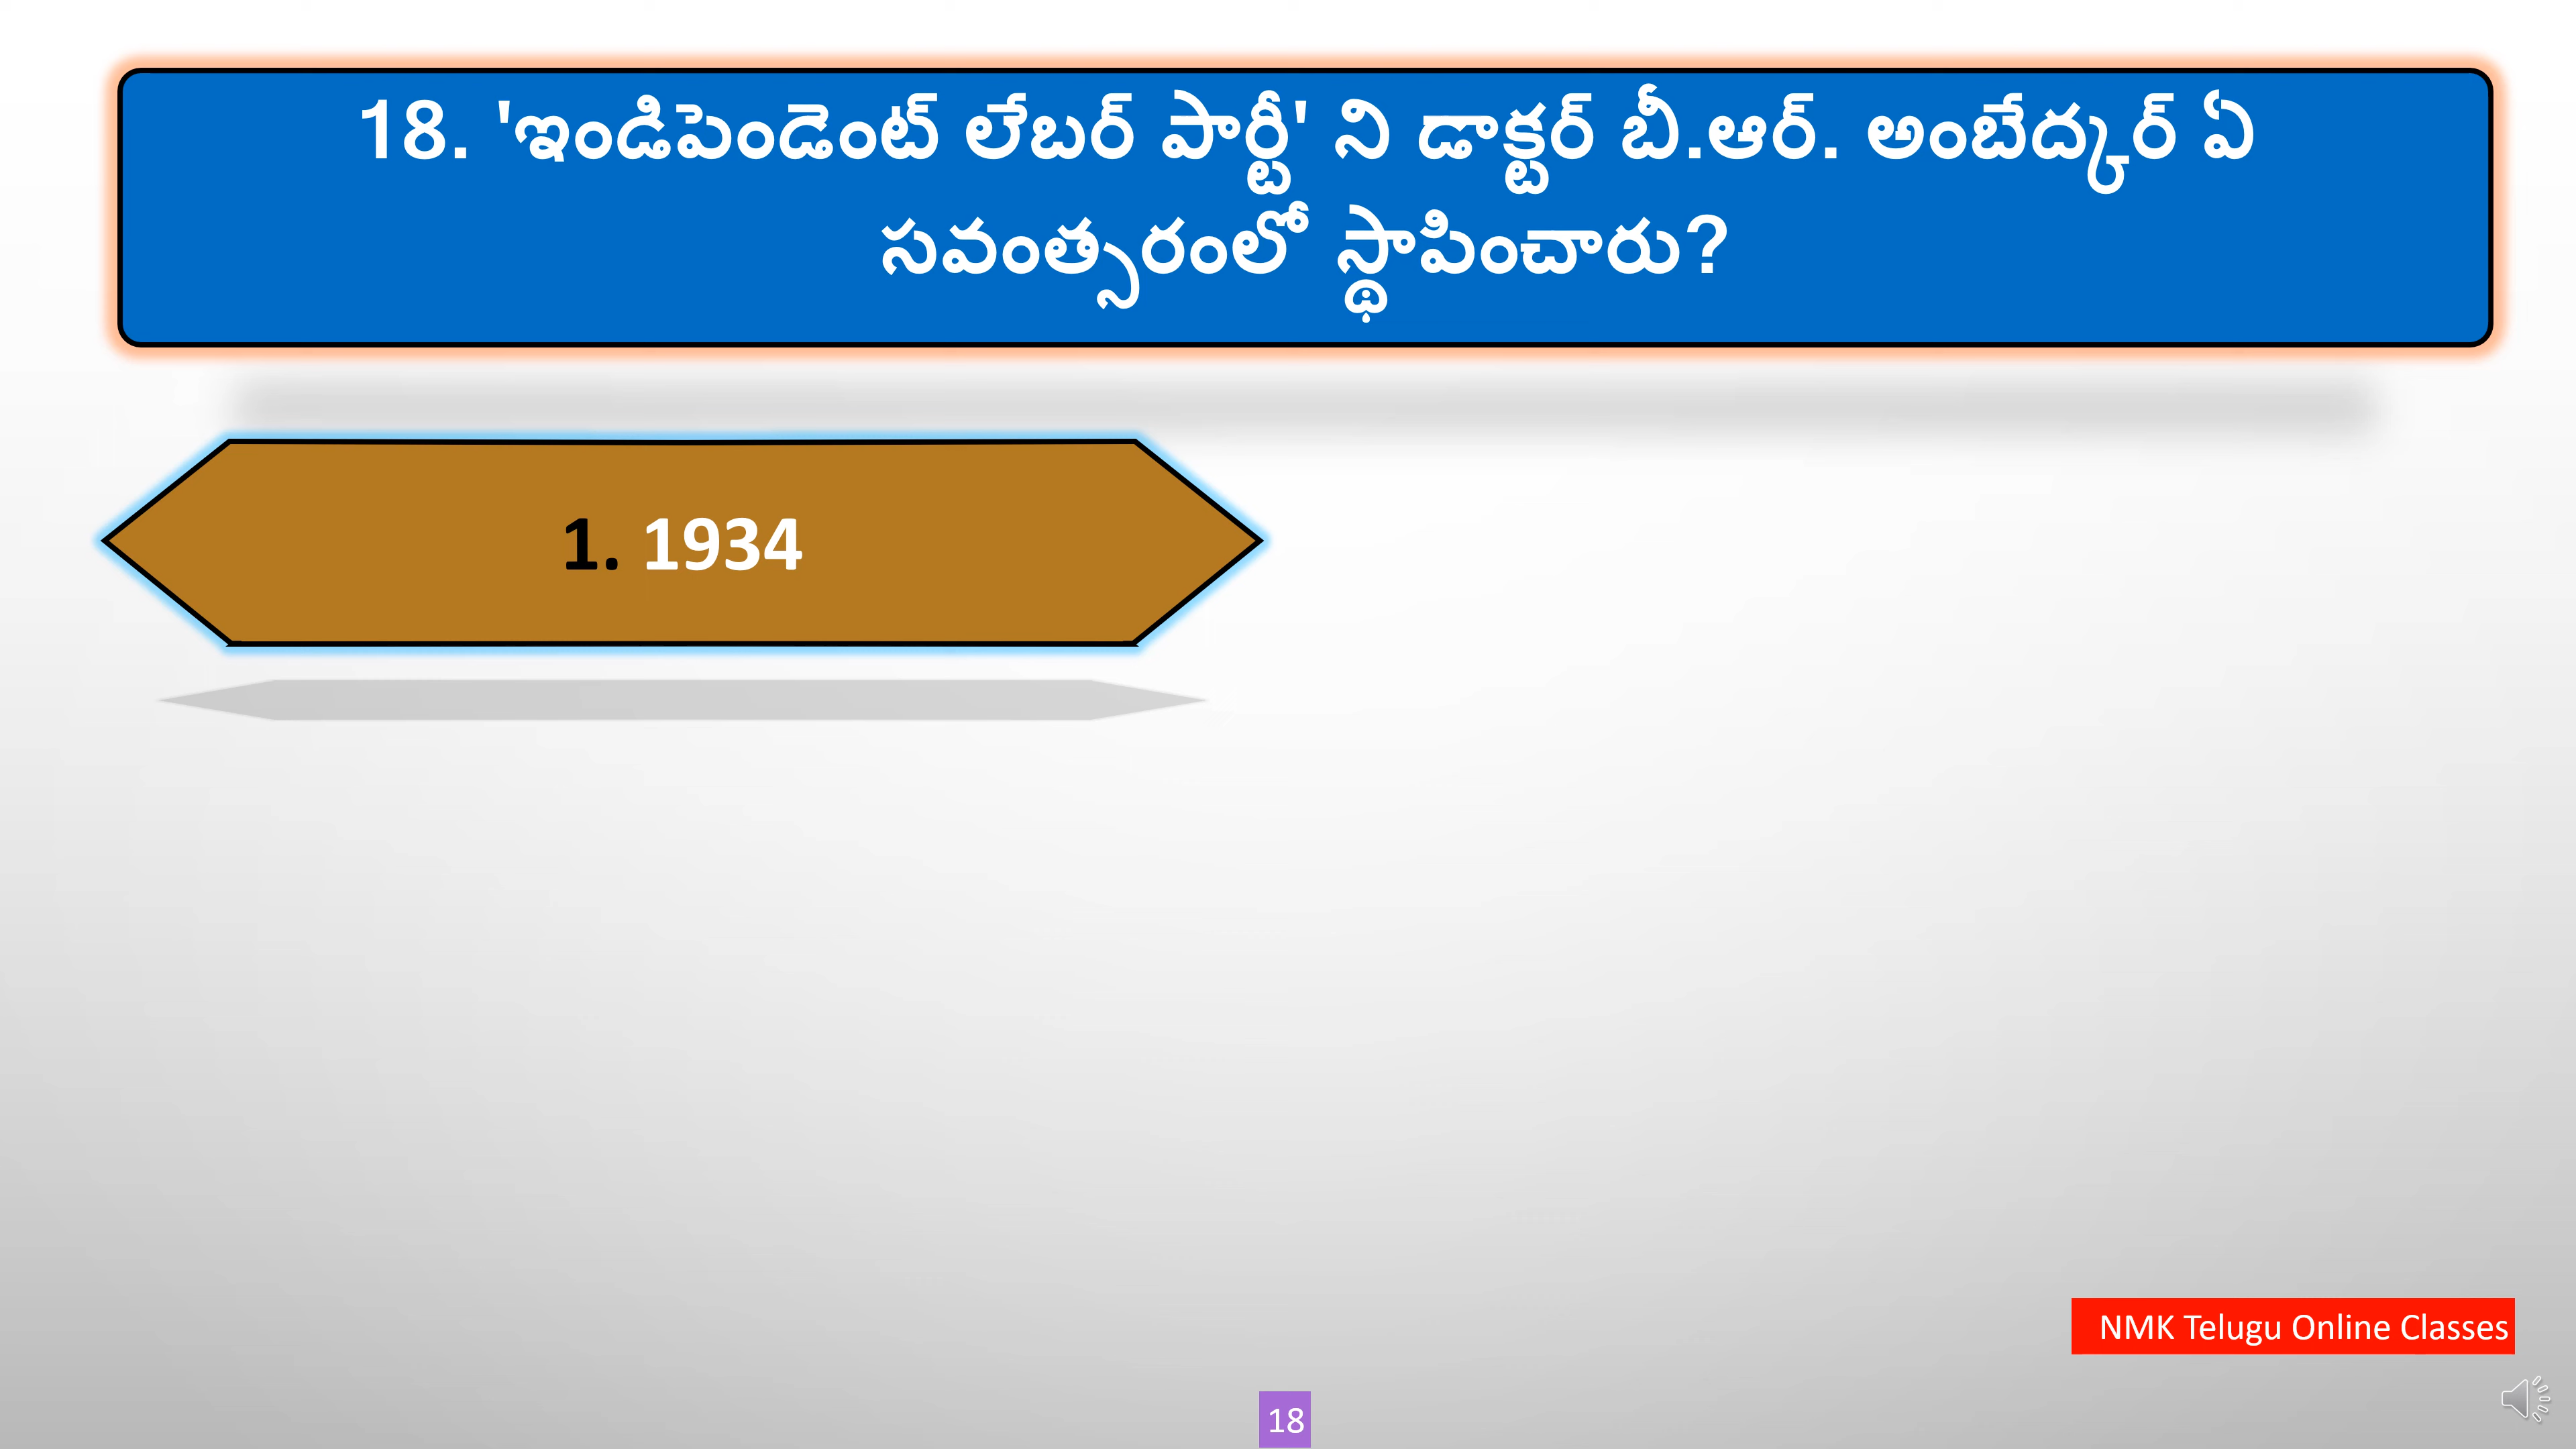 18. 'ఇండిపెండెంట్ లేబర్ పార్టీ' ని డాక్టర్ బీ.ఆర్. అంబేద్కర్ ఏ
సవంత్సరంలో స్థాపించారు?
1. 1934
NMK Telugu Online Classes
18